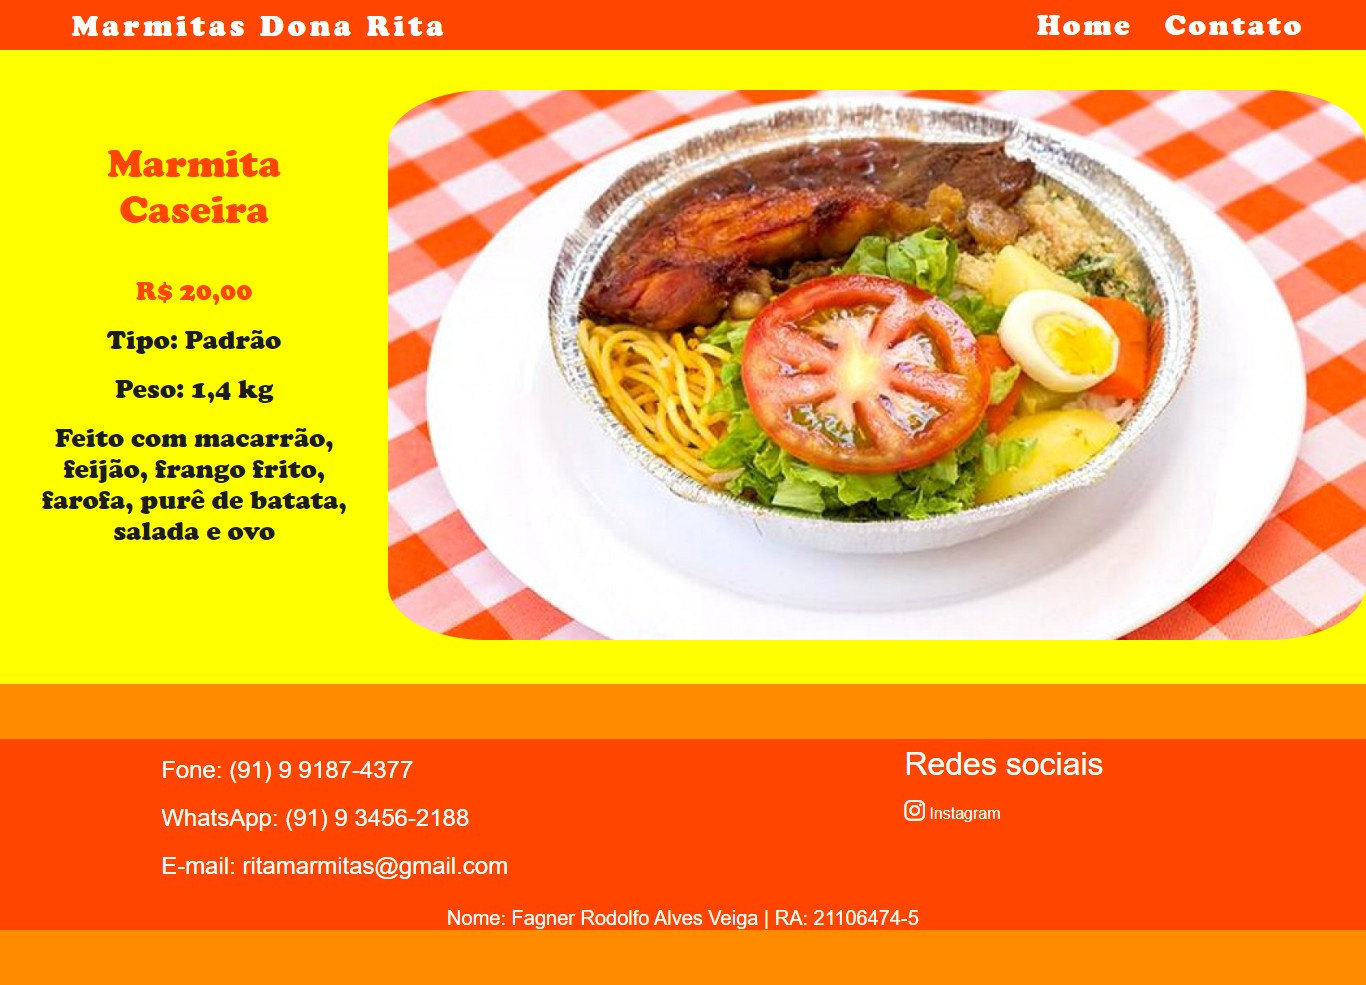 Marmitas Dona Rita
Home Contato
Marmita
Caseira
R$ 20,00
Tipo: Padrão
Peso: 1,4 kg
Feito com macarrão,
feijão, frango frito,
farofa, purê de batata,
salada e ovo
Fone: (91) 9 9187-4377
WhatsApp: (91) 9 3456-2188
E-mail: ritamarmitas@gmail.com
Redes sociais
Instagram
Nome: Fagner Rodolfo Alves Veiga | RA: 21106474-5